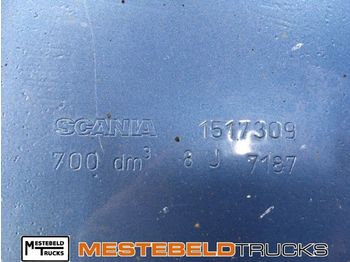 SCANIA 1517309
700 dm³ 8 J 7187
MESTEBELD
TRUCKS
MESTEBELDTRUCKS